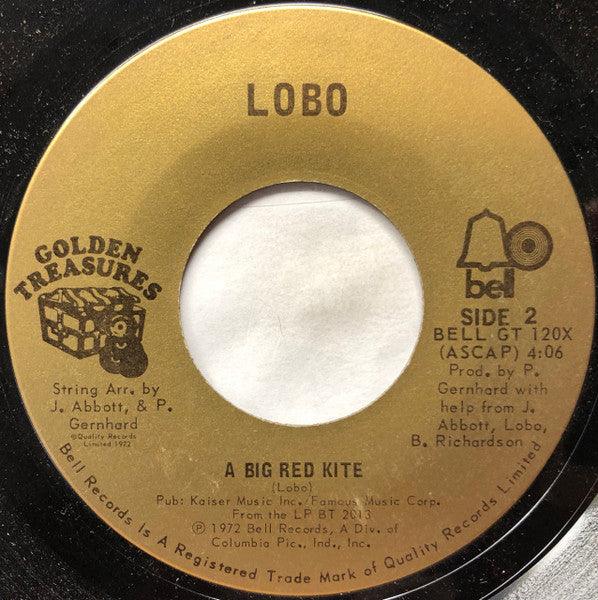 LOBO
GOLDEN
TREASURES
String Arr. by
J. Abbott, & P.
Gernhard
©Quality Records
Limited 1972
bell
SIDE 2
BELL GT 120X
(ASCAP) 4:06
Prod. by P.
Gernhard with
help from J.
Abbott, Lobo,
B. Richardson
A BIG RED KITE
(Lobo)
Pub: Kaiser Music Inc./Famous Music Corp.
From the LP BT 2013
℗ 1972 Bell Records, A Div. of
Columbia Pic., Ind., Inc.
Bell Records Is A Registered Trade Mark of Quality Records Limited